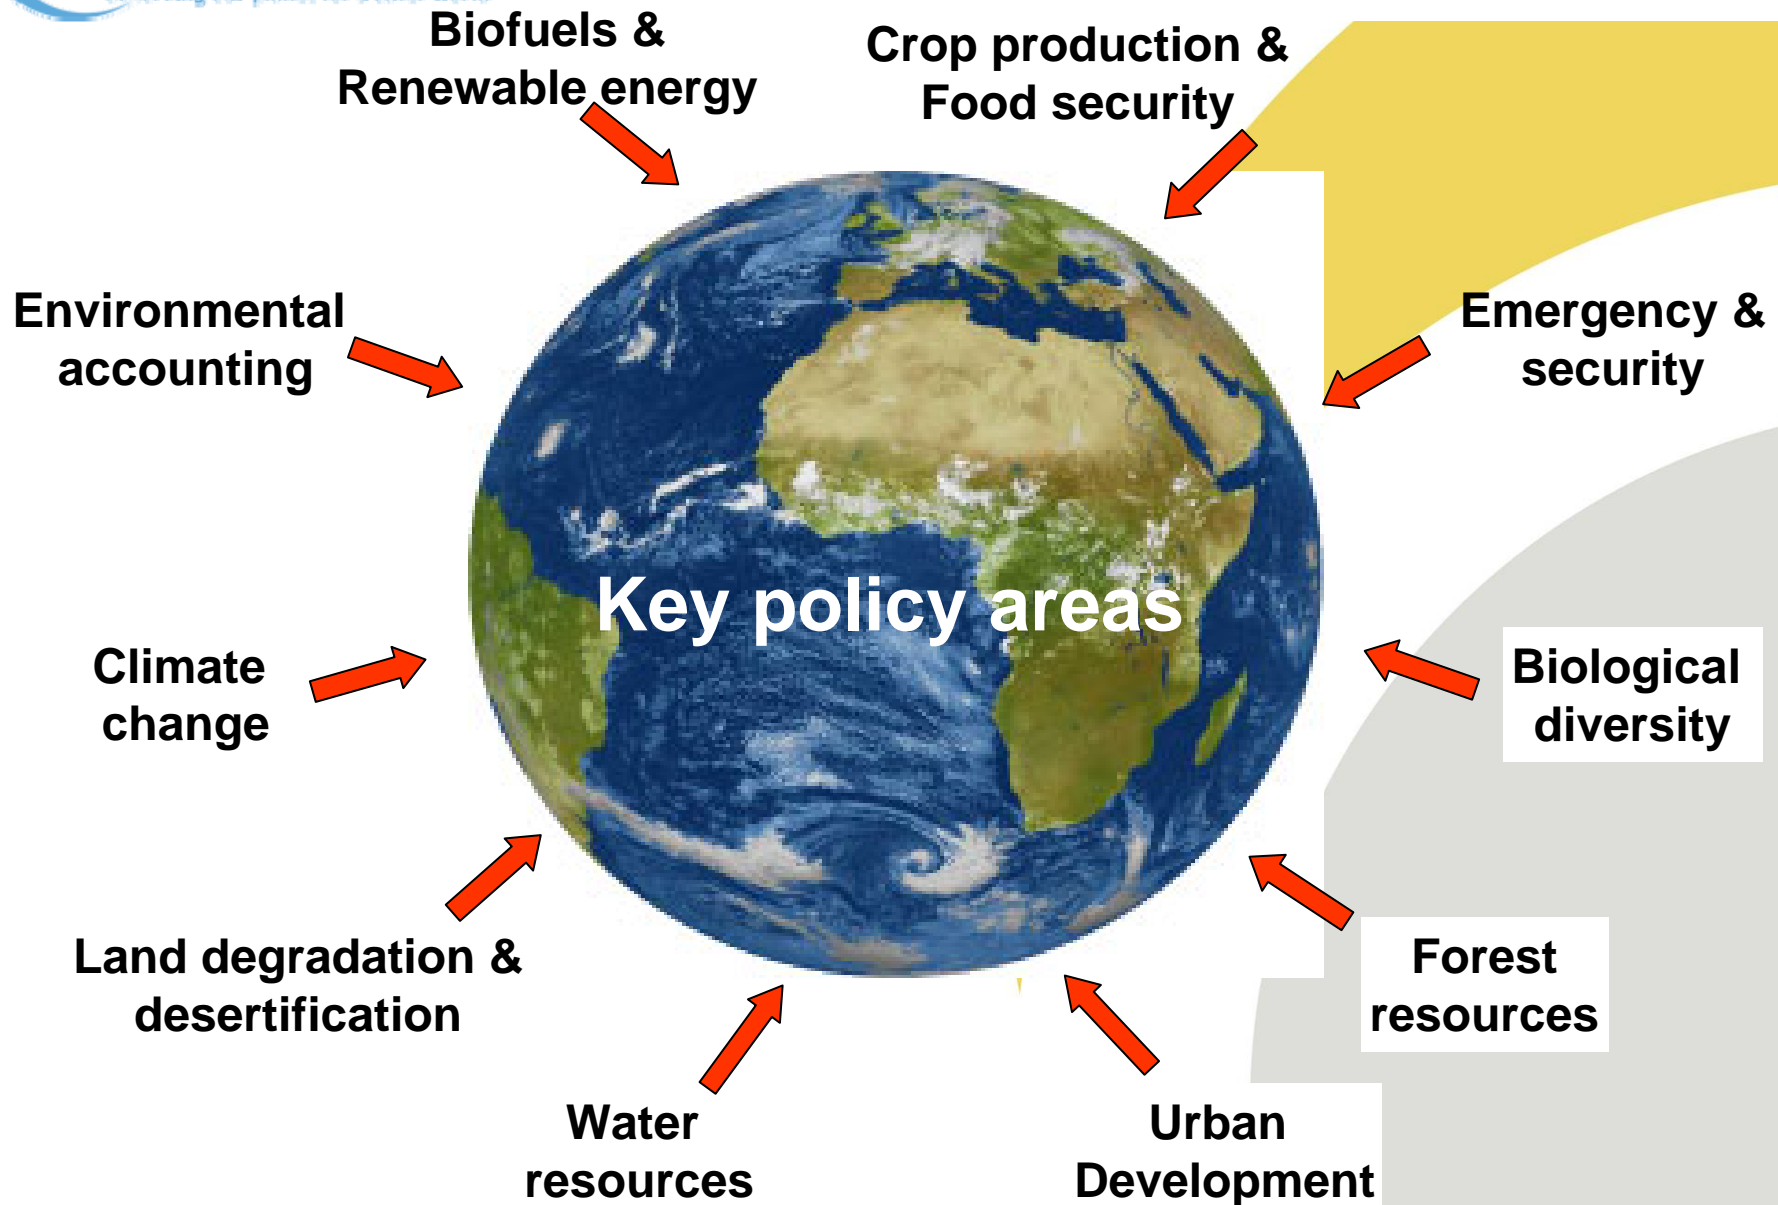 Biofuels &
Renewable energy
Crop production &
Food security
Environmental
accounting
Emergency &
security
Key policy areas
Climate
change
Biological
diversity
Land degradation &
desertification
Forest
resources
Water
resources
Urban
Development